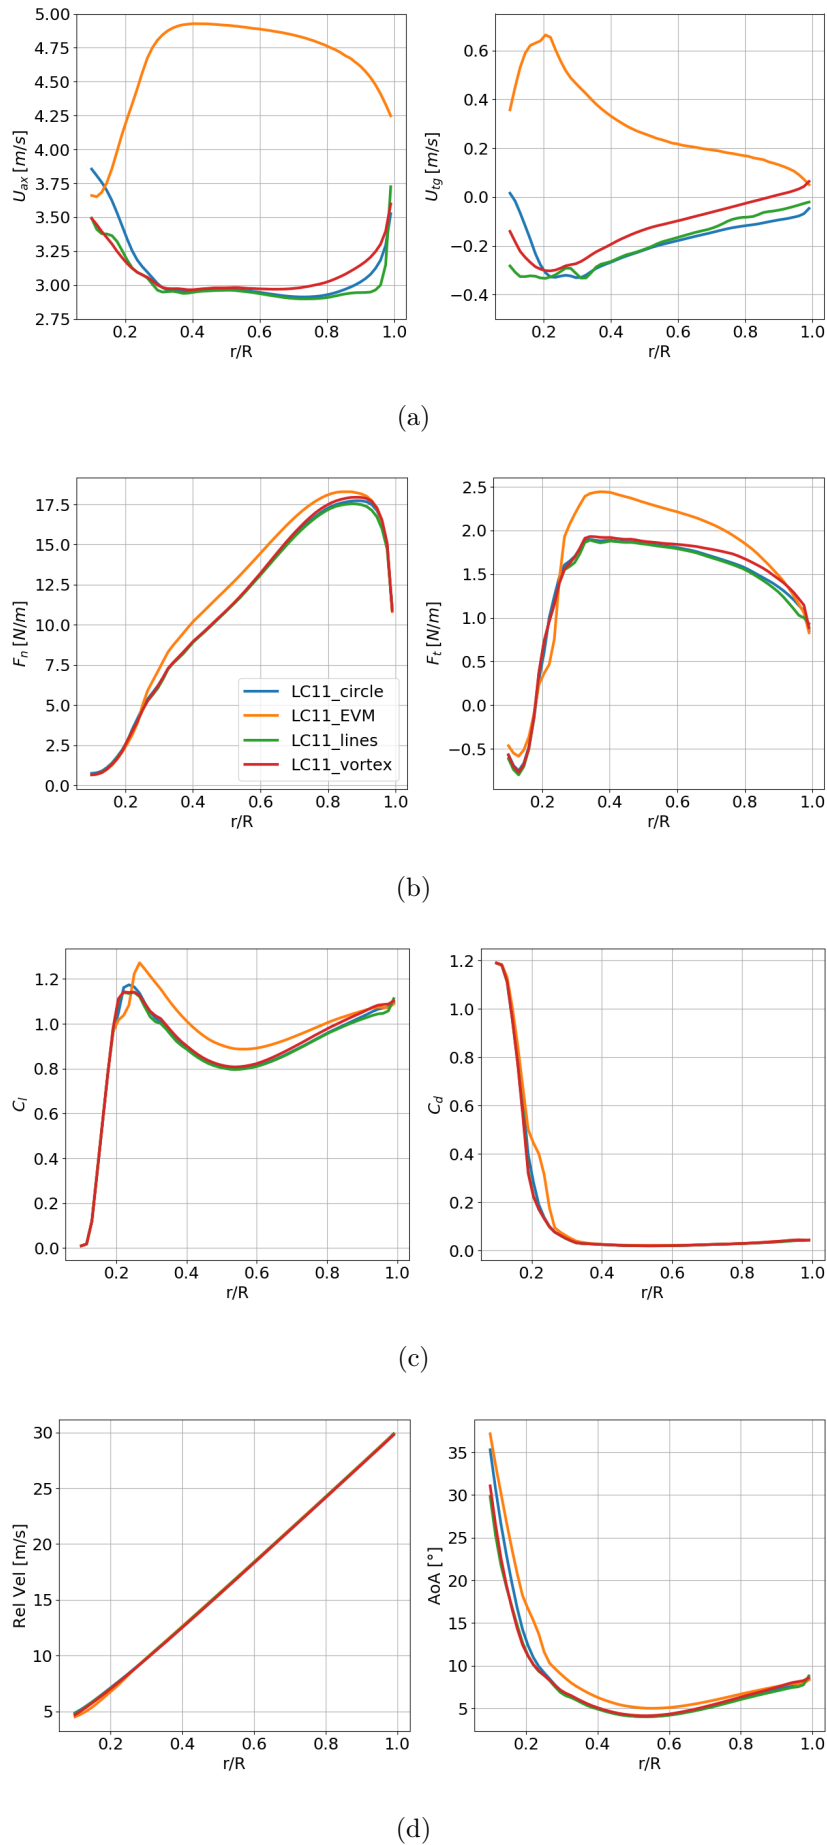 5.00
4.75
4.50
4.25
4.00
3.75
3.50
3.25
3.00
2.75
U_ax [m/s]
0.2 0.4 0.6 0.8 1.0
r/R
0.6
0.4
0.2
0.0
−0.2
−0.4
U_tg [m/s]
0.2 0.4 0.6 0.8 1.0
r/R
(a)
17.5
15.0
12.5
10.0
7.5
5.0
2.5
0.0
F_n [N/m]
LC11_circle
LC11_EVM
LC11_lines
LC11_vortex
0.2 0.4 0.6 0.8 1.0
r/R
2.5
2.0
1.5
1.0
0.5
0.0
−0.5
F_t [N/m]
0.2 0.4 0.6 0.8 1.0
r/R
(b)
1.2
1.0
0.8
0.6
0.4
0.2
0.0
C_l
0.2 0.4 0.6 0.8 1.0
r/R
1.2
1.0
0.8
0.6
0.4
0.2
0.0
C_d
0.2 0.4 0.6 0.8 1.0
r/R
(c)
30
25
20
15
10
5
Rel Vel [m/s]
0.2 0.4 0.6 0.8 1.0
r/R
35
30
25
20
15
10
5
AoA [°]
0.2 0.4 0.6 0.8 1.0
r/R
(d)